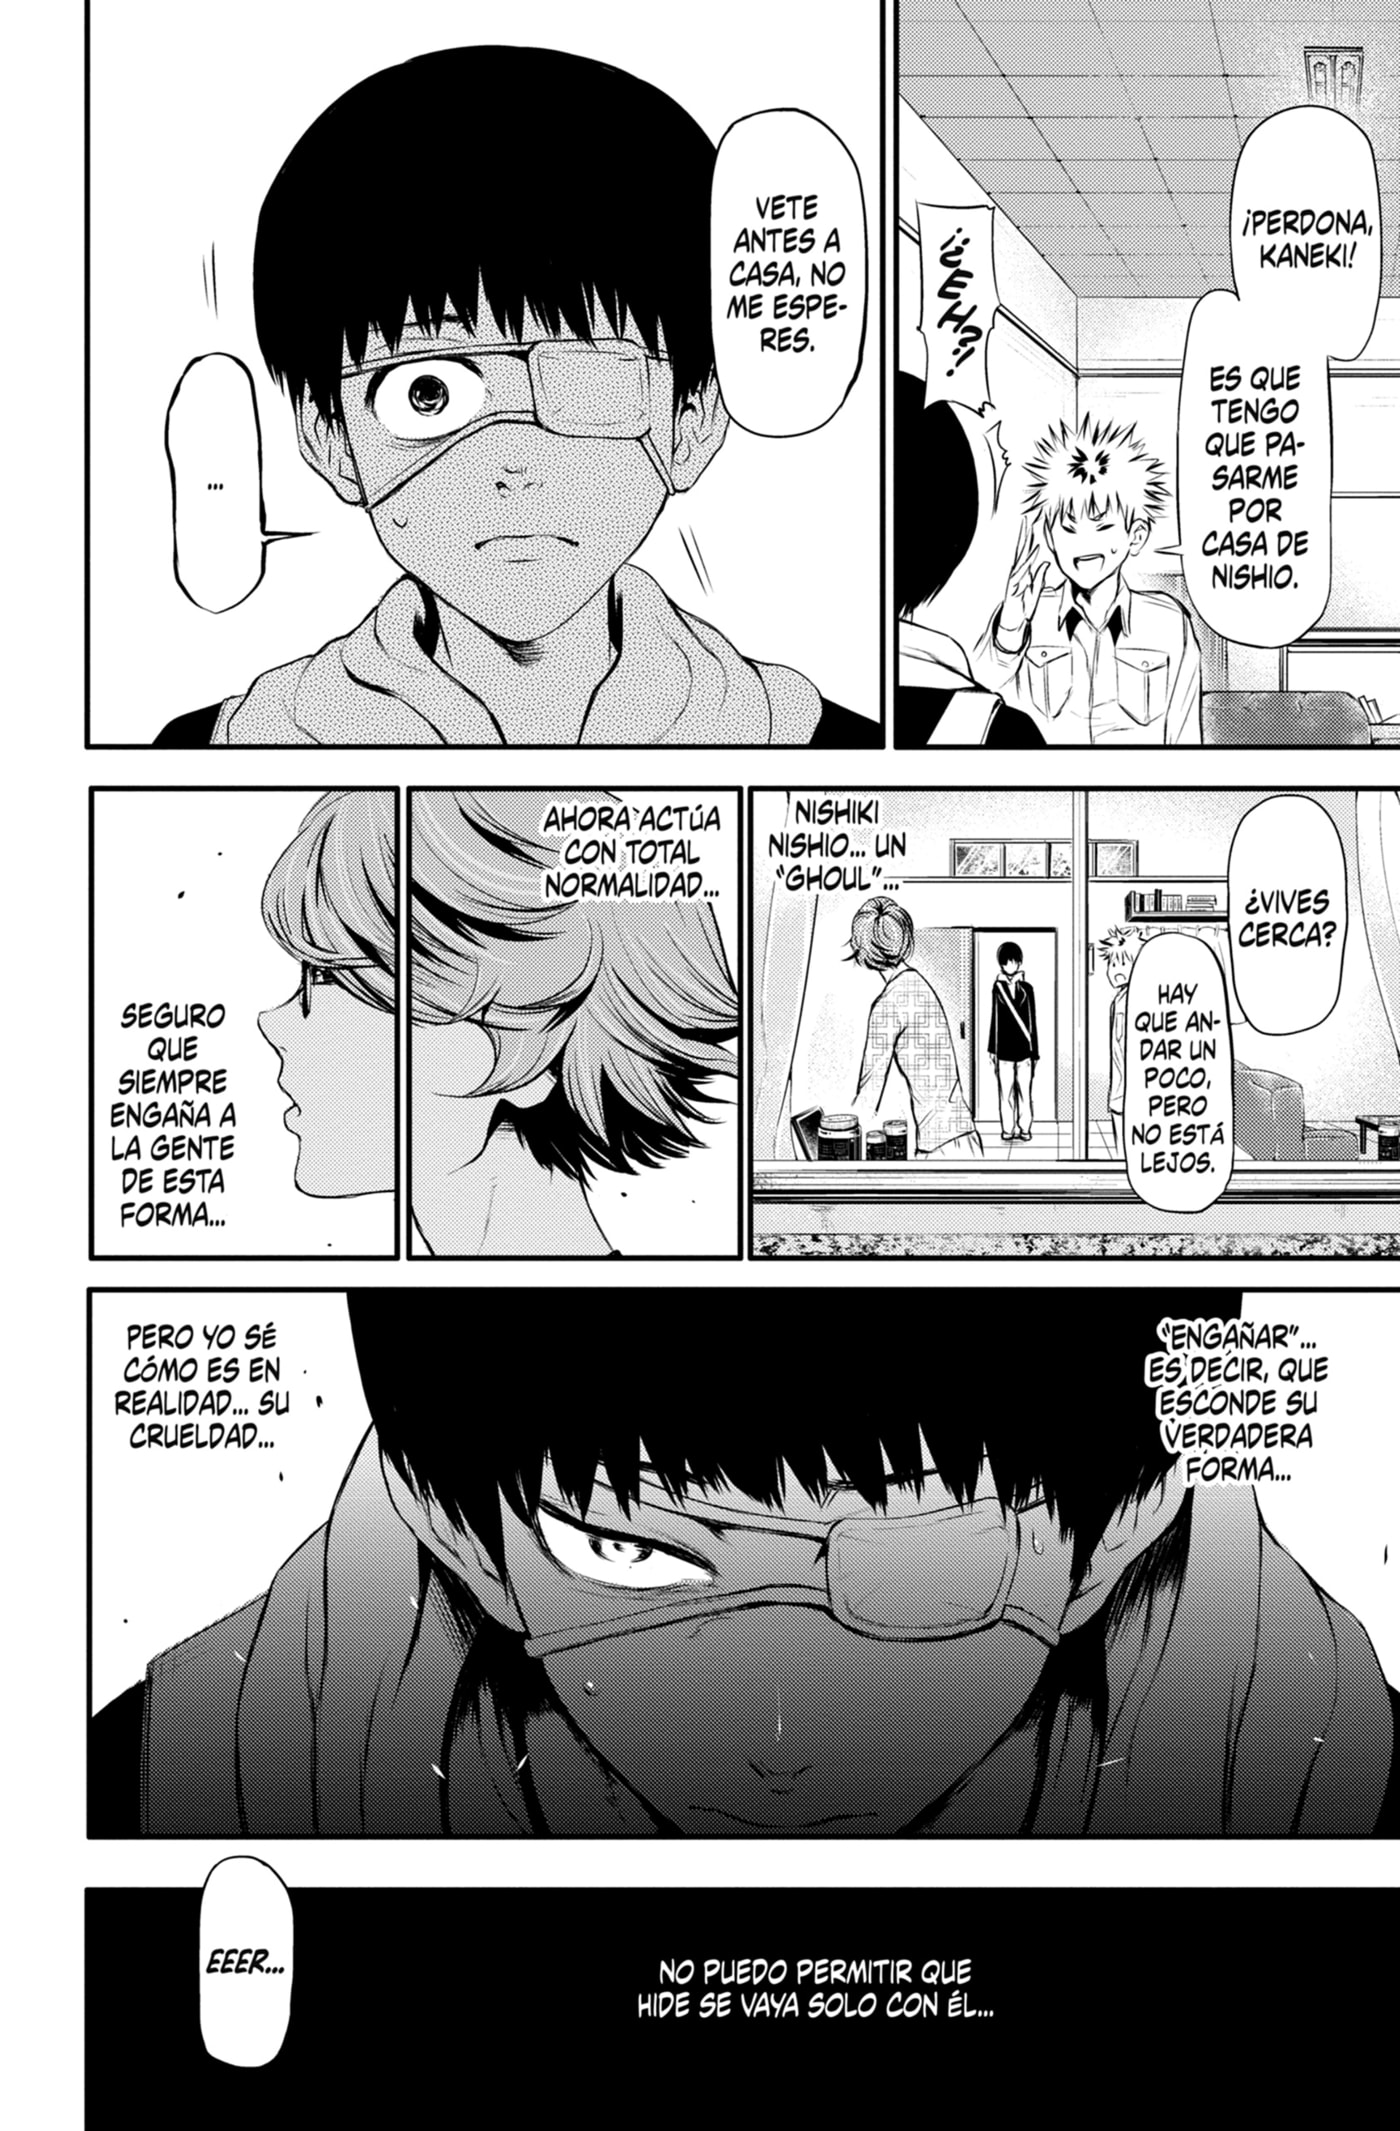 ¡PERDONA,
KANEKI!
ES QUE
TENGO
QUE PA-
SARME
POR
CASA DE
NISHIO.
¡¿EH?!
VETE
ANTES A
CASA, NO
ME ESPE-
RES.
...
¿VIVES
CERCA?
HAY
QUE AN-
DAR UN
POCO,
PERO
NO ESTÁ
LEJOS.
NISHIKI
NISHIO... UN
"GHOUL"...
AHORA ACTÚA
CON TOTAL
NORMALIDAD...
SEGURO
QUE
SIEMPRE
ENGAÑA A
LA GENTE
DE ESTA
FORMA...
"ENGAÑAR"...
ES DECIR, QUE
ESCONDE SU
VERDADERA
FORMA...
PERO YO SÉ
CÓMO ES EN
REALIDAD... SU
CRUELDAD...
NO PUEDO PERMITIR QUE
HIDE SE VAYA SOLO CON ÉL...
EEER...